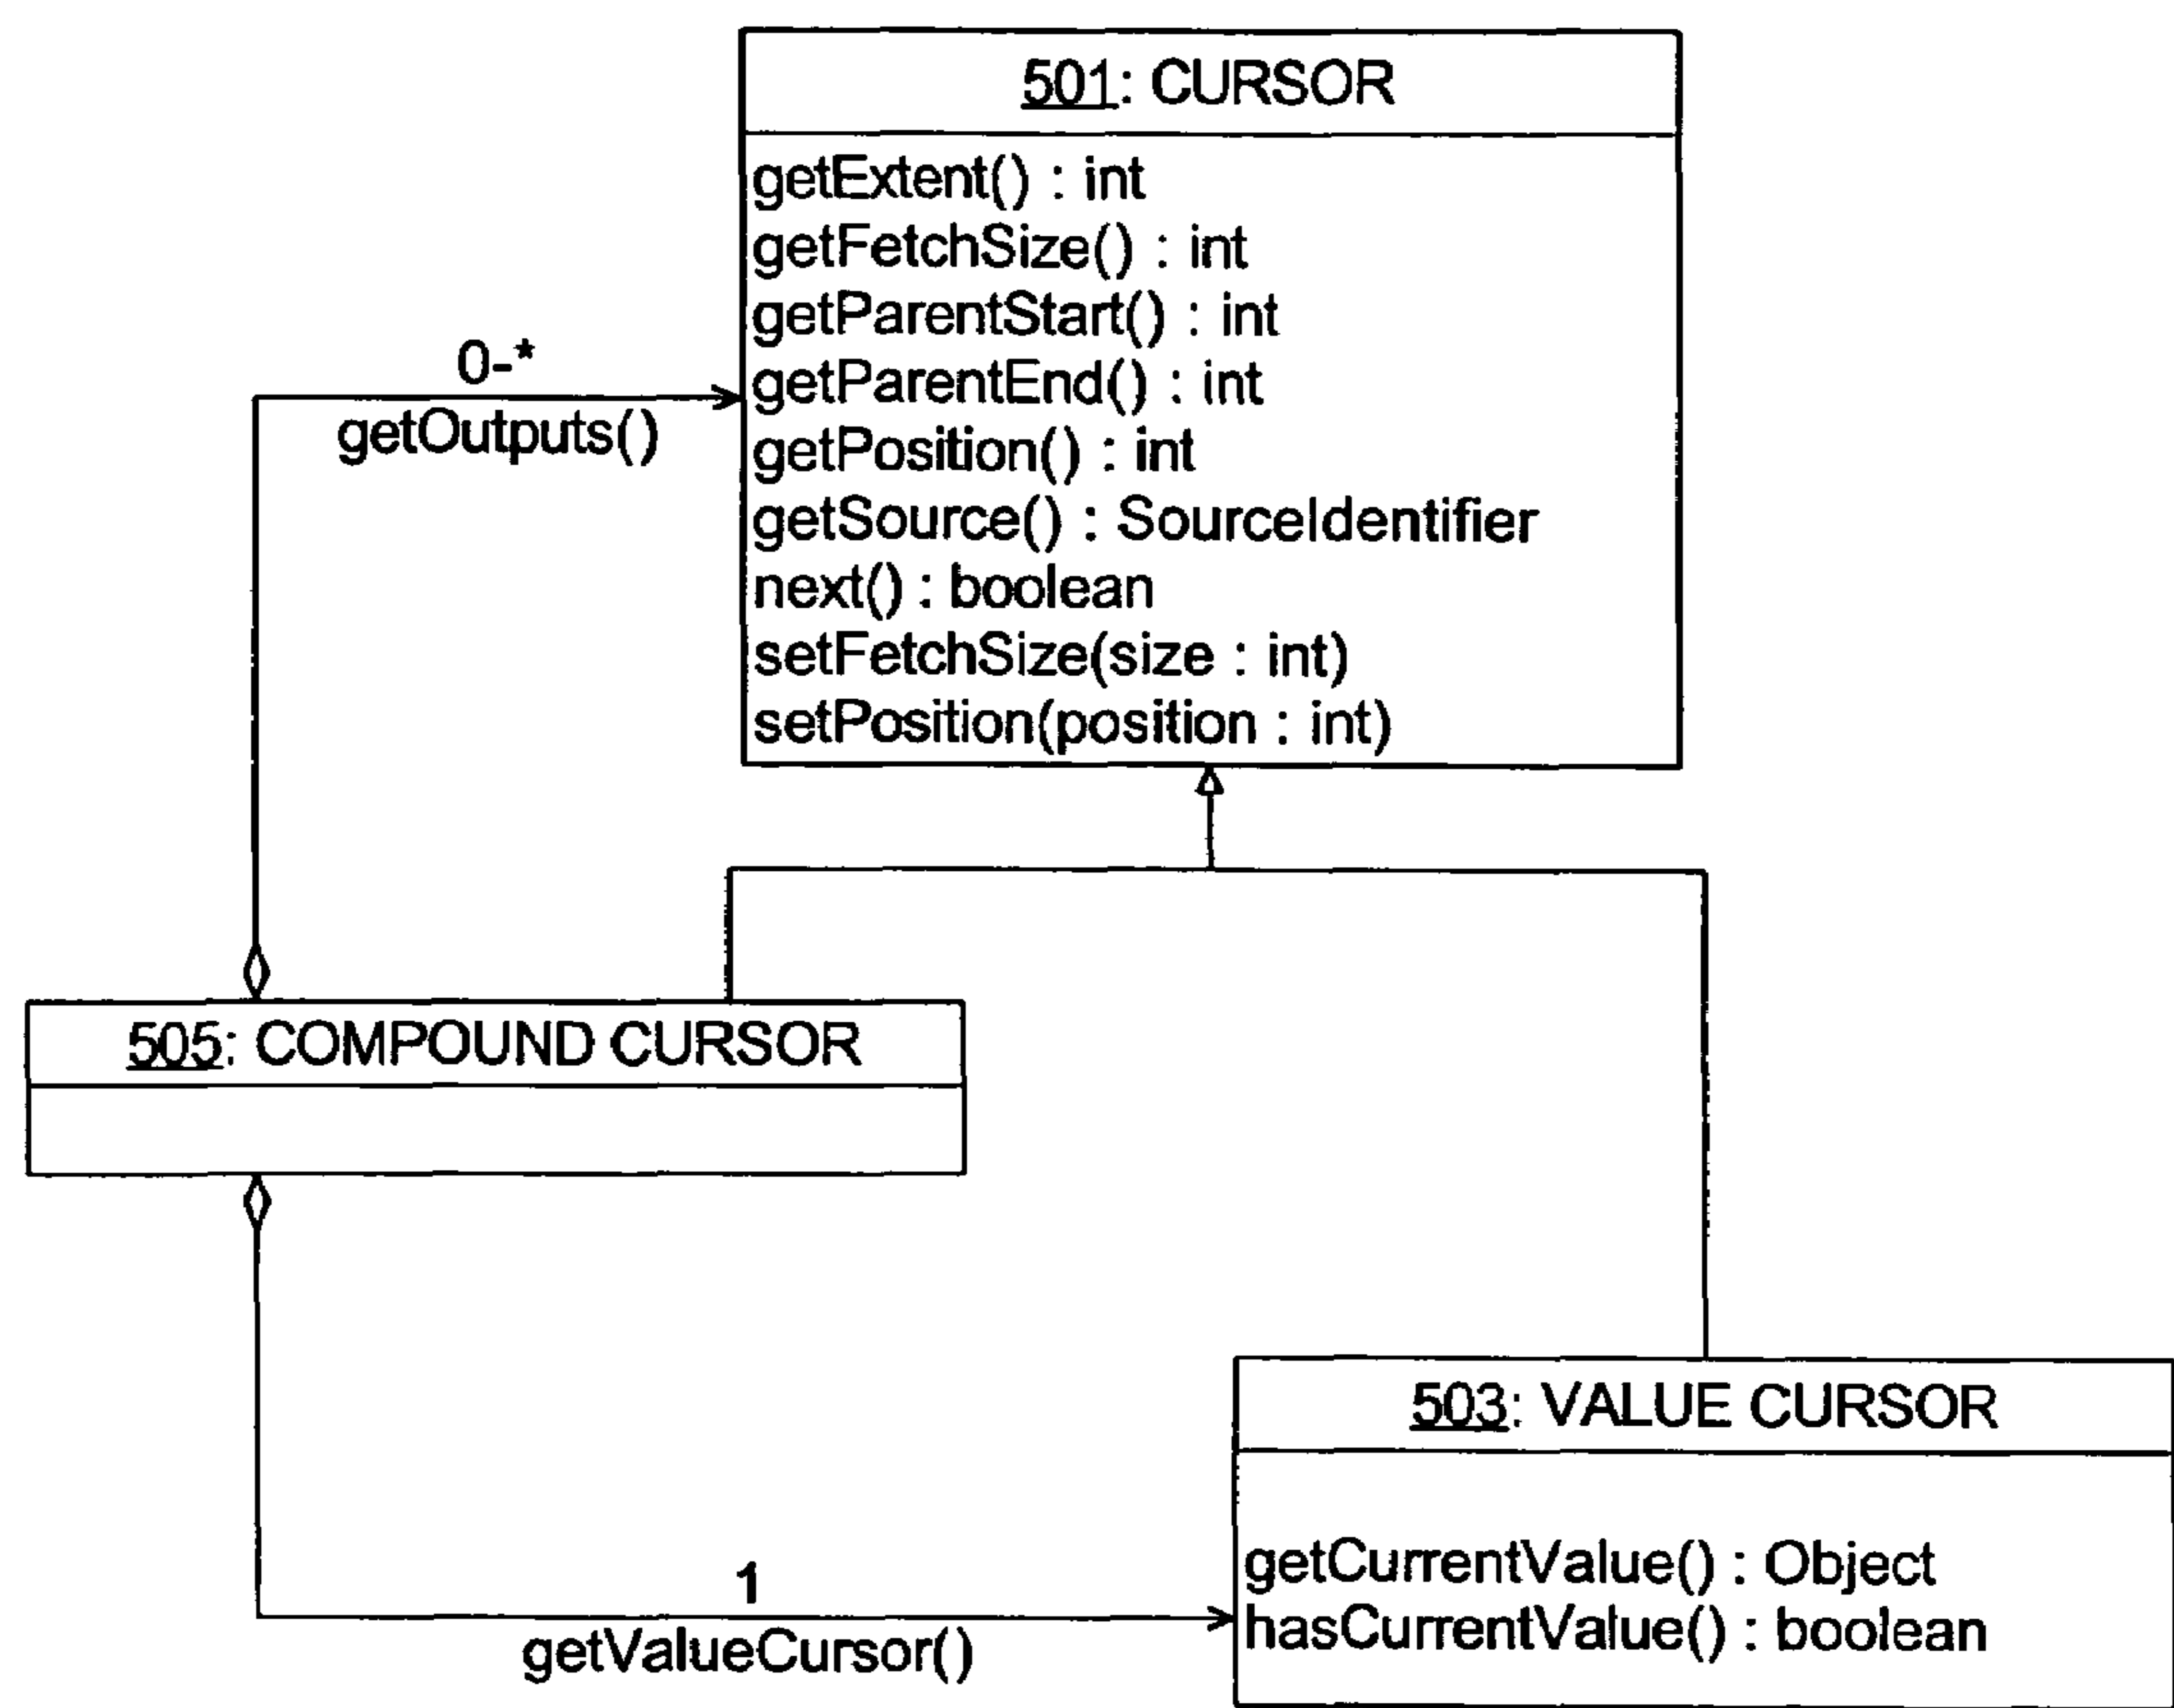 501: CURSOR
getExtent() : int
getFetchSize() : int
getParentStart() : int
getParentEnd() : int
getPosition() : int
getSource() : SourceIdentifier
next() : boolean
setFetchSize(size : int)
setPosition(position : int)
0-*
getOutputs()
505: COMPOUND CURSOR
503: VALUE CURSOR
getCurrentValue() : Object
hasCurrentValue() : boolean
1
getValueCursor()